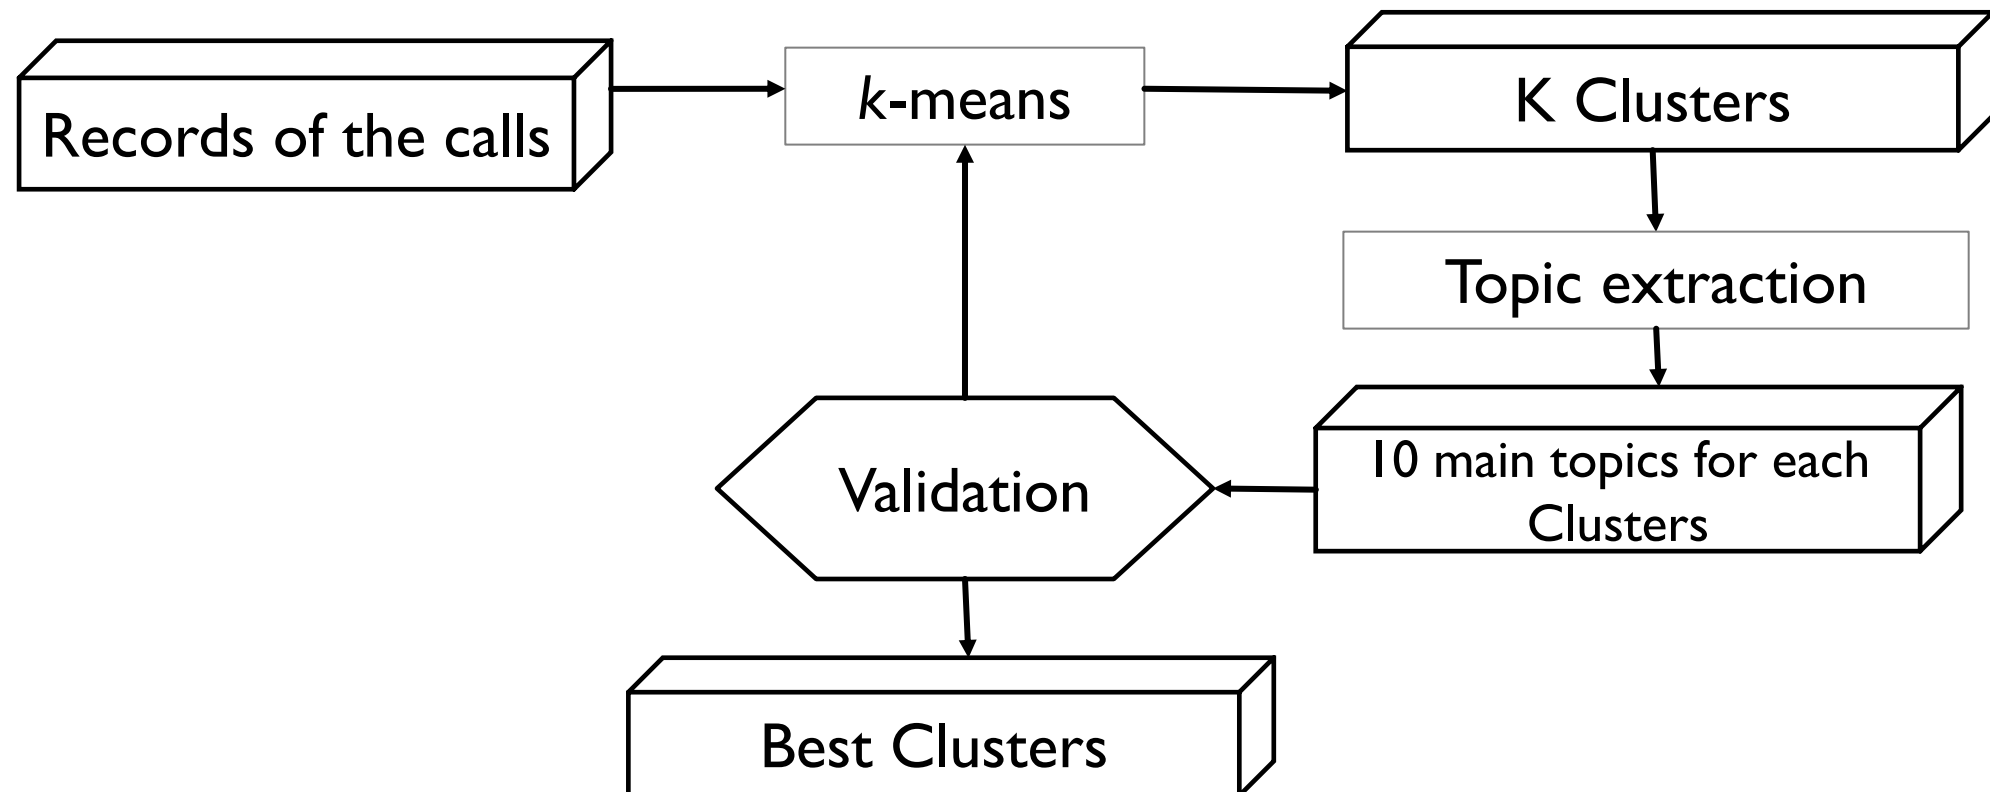 Records of the calls
k-means
K Clusters
Topic extraction
10 main topics for each
Clusters
Validation
Best Clusters